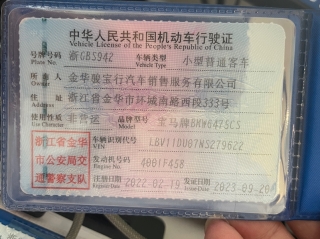 中华人民共和国机动车行驶证
Vehicle License of the People's Republic of China
号牌号码 浙GBS942 车辆类型 小型普通客车
Plate No. Vehicle Type
所有人 金华骏宝行汽车销售服务有限公司
Owner
住址 浙江省金华市环城南路西四段333号
Address
使用性质 非营运 品牌型号 宝马牌BMW6475CS
Use Character Model
浙江省金华市公安局交通警察支队
车辆识别代号
VIN
发动机号码 4001F458
Engine No.
注册日期 2022-02-19 发证日期
Register Date Issue Date